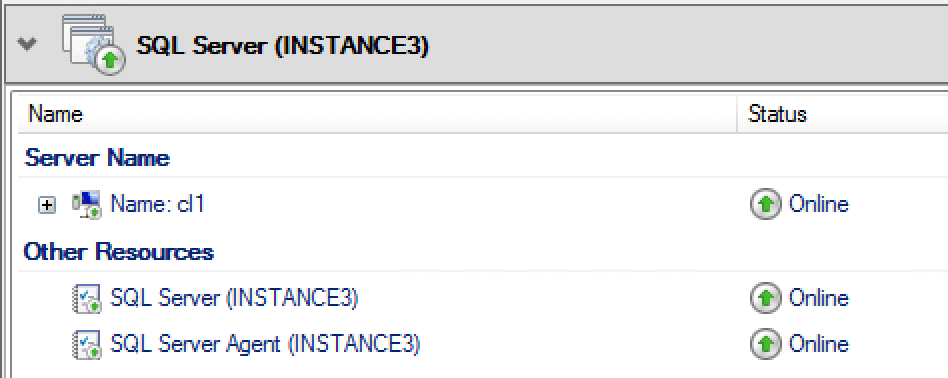 SQL Server (INSTANCE3)
Name Status
Server Name
Name: cl1 Online
Other Resources
SQL Server (INSTANCE3) Online
SQL Server Agent (INSTANCE3) Online